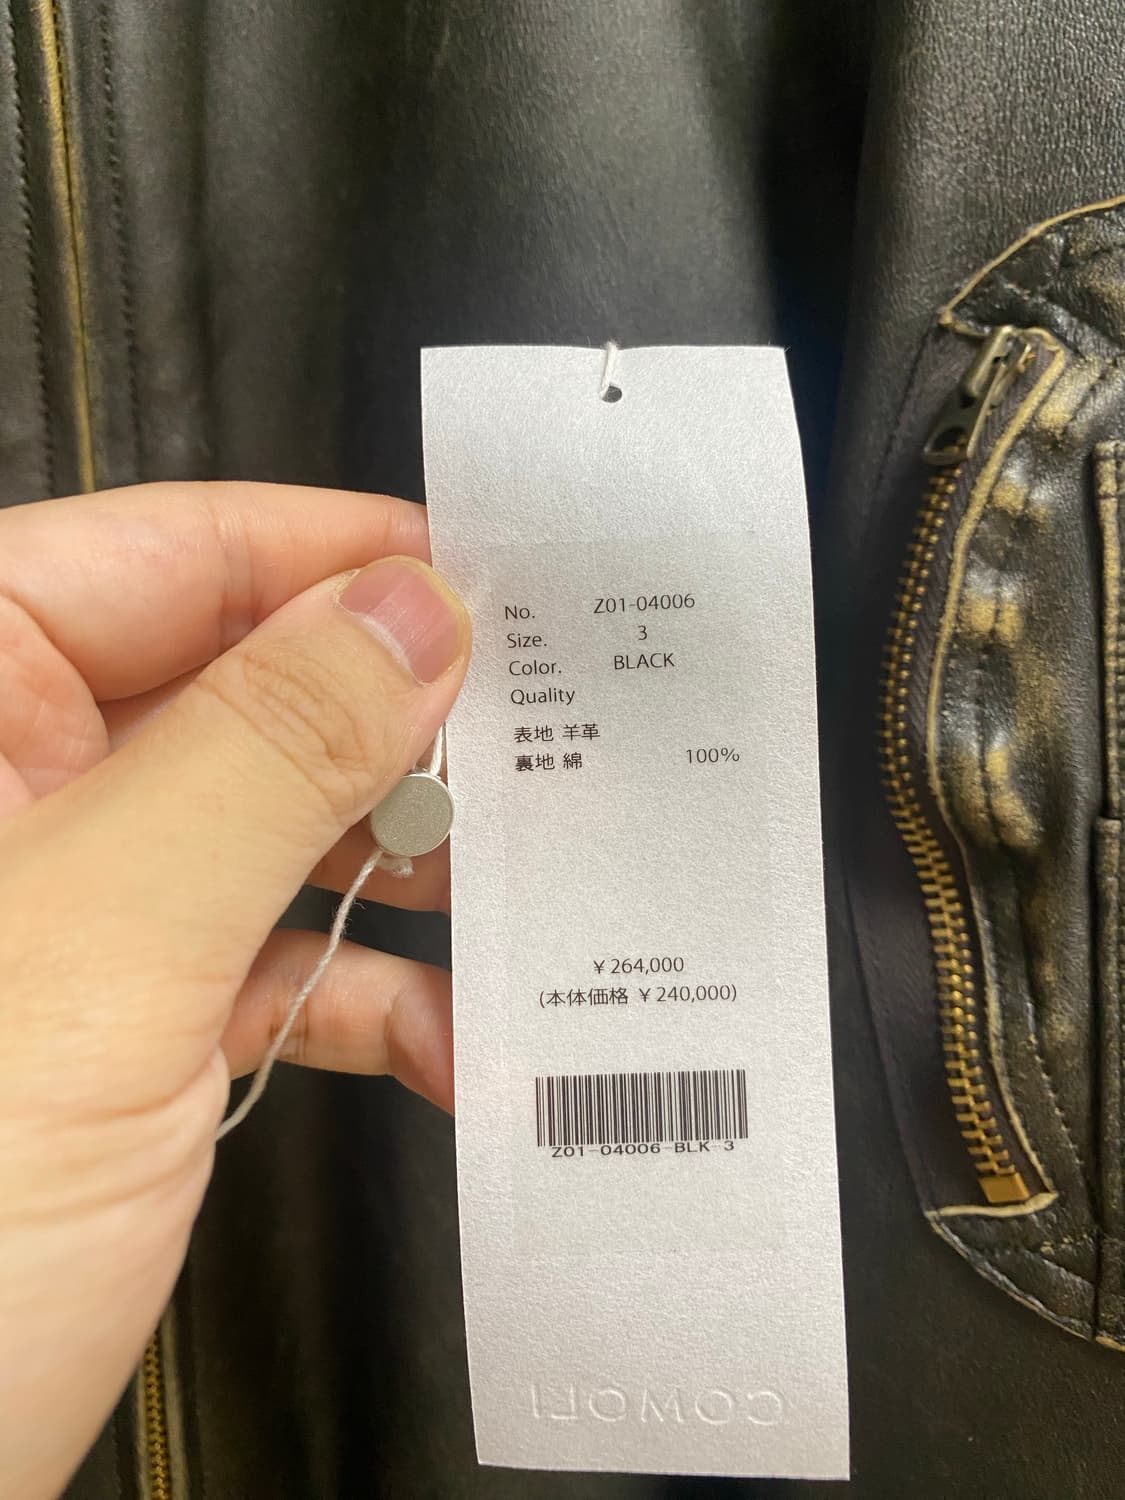 No. Z01-04006
Size. 3
Color. BLACK
Quality
表地 羊革
裏地 綿 100%
¥ 264,000
(本体価格 ¥ 240,000)
Z01-04006-BLK-3
COMOLI